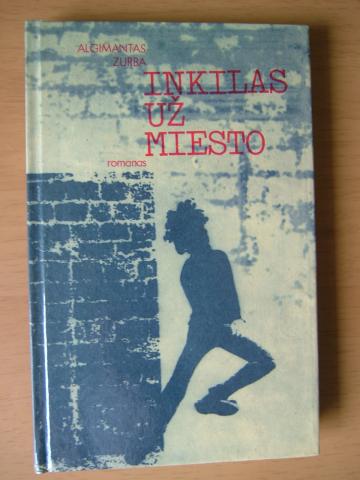 ALGIMANTAS
ZURBA
INKILAS
UŽ
MIESTO
romanas